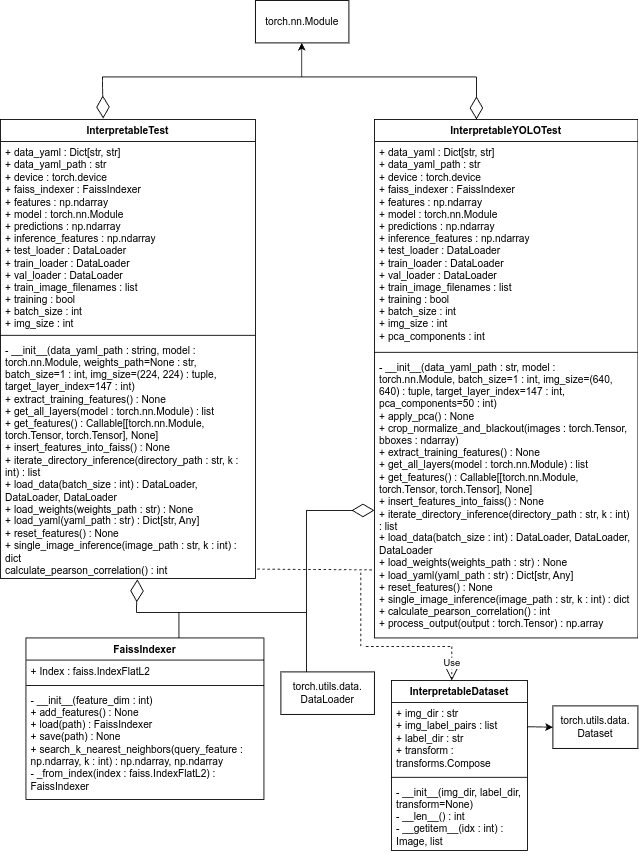 torch.nn.Module
InterpretableTest
+ data_yaml : Dict[str, str]
+ data_yaml_path : str
+ device : torch.device
+ faiss_indexer : FaissIndexer
+ features : np.ndarray
+ model : torch.nn.Module
+ predictions : np.ndarray
+ inference_features : np.ndarray
+ test_loader : DataLoader
+ train_loader : DataLoader
+ val_loader : DataLoader
+ train_image_filenames : list
+ training : bool
+ batch_size : int
+ img_size : int
- __init__(data_yaml_path : string, model :
torch.nn.Module, weights_path=None : str,
batch_size=1 : int, img_size=(224, 224) : tuple,
target_layer_index=147 : int)
+ extract_training_features() : None
+ get_all_layers(model : torch.nn.Module) : list
+ get_features() : Callable[[torch.nn.Module,
torch.Tensor, torch.Tensor], None]
+ insert_features_into_faiss() : None
+ iterate_directory_inference(directory_path : str, k :
int) : list
+ load_data(batch_size : int) : DataLoader,
DataLoader, DataLoader
+ load_weights(weights_path : str) : None
+ load_yaml(yaml_path : str) : Dict[str, Any]
+ reset_features() : None
+ single_image_inference(image_path : str, k : int) :
dict
calculate_pearson_correlation() : int
InterpretableYOLOTest
+ data_yaml : Dict[str, str]
+ data_yaml_path : str
+ device : torch.device
+ faiss_indexer : FaissIndexer
+ features : np.ndarray
+ model : torch.nn.Module
+ predictions : np.ndarray
+ inference_features : np.ndarray
+ test_loader : DataLoader
+ train_loader : DataLoader
+ val_loader : DataLoader
+ train_image_filenames : list
+ training : bool
+ batch_size : int
+ img_size : int
+ pca_components : int
- __init__(data_yaml_path : str, model :
torch.nn.Module, batch_size=1 : int, img_size=(640,
640) : tuple, target_layer_index=147 : int,
pca_components=50 : int)
+ apply_pca() : None
+ crop_normalize_and_blackout(images : torch.Tensor,
bboxes : ndarray)
+ extract_training_features() : None
+ get_all_layers(model : torch.nn.Module) : list
+ get_features() : Callable[[torch.nn.Module,
torch.Tensor, torch.Tensor], None]
+ insert_features_into_faiss() : None
+ iterate_directory_inference(directory_path : str, k : int)
: list
+ load_data(batch_size : int) : DataLoader, DataLoader,
DataLoader
+ load_weights(weights_path : str) : None
+ load_yaml(yaml_path : str) : Dict[str, Any]
+ reset_features() : None
+ single_image_inference(image_path : str, k : int) : dict
+ calculate_pearson_correlation() : int
+ process_output(output : torch.Tensor) : np.array
FaissIndexer
+ Index : faiss.IndexFlatL2
- __init__(feature_dim : int)
+ add_features() : None
+ load(path) : FaissIndexer
+ save(path) : None
+ search_k_nearest_neighbors(query_feature :
np.ndarray, k : int) : np.ndarray, np.ndarray
- _from_index(index : faiss.IndexFlatL2) :
FaissIndexer
torch.utils.data.
DataLoader
Use
InterpretableDataset
+ img_dir : str
+ img_label_pairs : list
+ label_dir : str
+ transform :
transforms.Compose
- __init__(img_dir, label_dir,
transform=None)
- __len__() : int
- __getitem__(idx : int) :
Image, list
torch.utils.data.
Dataset